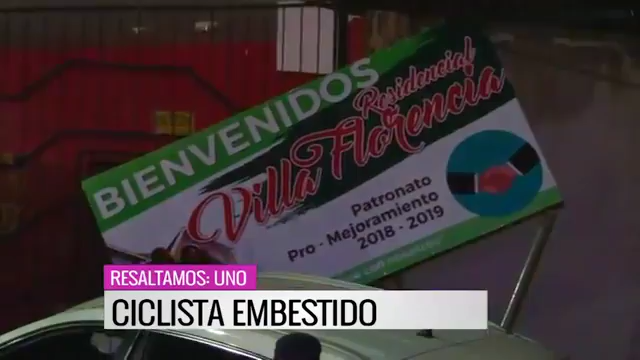 BIENVENIDOS
Residencial
Villa Florencia
Patronato
Pro - Mejoramiento
2018 - 2019
RESALTAMOS: UNO
CICLISTA EMBESTIDO